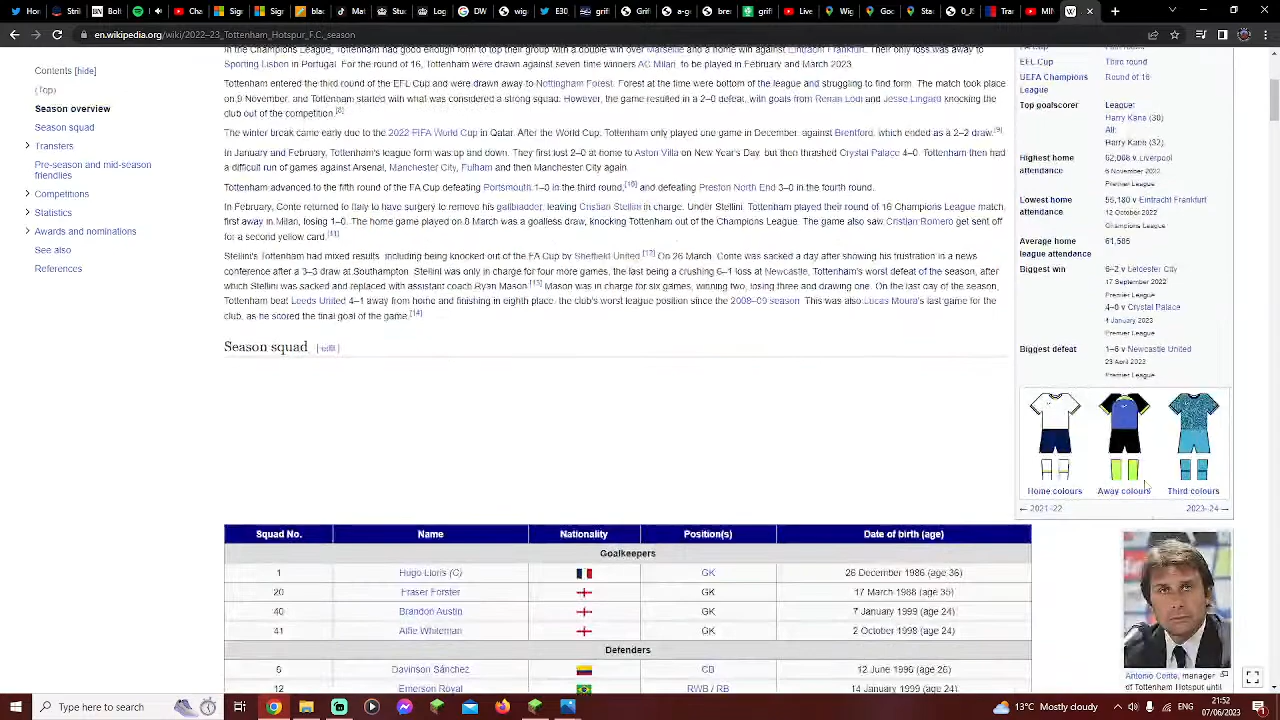 Stri
Bolt
Che
Sig
Sig
bla
Ma
Stu
Log
DW
wig
E30
grif
Gri
a-g
bre
grif
Live
Wig
Goo
Sta
0_J
Tra
W
en.wikipedia.org/wiki/2022–23_Tottenham_Hotspur_F.C._season
Contents [hide]
(Top)
Season overview
Season squad
Transfers
Pre-season and mid-season
friendlies
Competitions
Statistics
Awards and nominations
See also
References
In the Champions League, Tottenham had good enough form to top their group with a double win over Marseille and a home win against Eintracht Frankfurt. Their only loss was away to
Sporting Lisbon in Portugal. For the round of 16, Tottenham were drawn against seven time winners AC Milan, to be played in February and March 2023.
Tottenham entered the third round of the EFL Cup and were drawn away to Nottingham Forest. Forest at the time were bottom of the league and struggling to find form. The match took place
on 9 November, and Tottenham started with what was considered a strong squad. However, the game resulted in a 2–0 defeat, with goals from Renan Lodi and Jesse Lingard knocking the
club out of the competition.[8]
The winter break came early due to the 2022 FIFA World Cup in Qatar. After the World Cup, Tottenham only played one game in December, against Brentford, which ended as a 2–2 draw.[9]
In January and February, Tottenham's league form was up and down. They first lost 2–0 at home to Aston Villa on New Year's Day, but then thrashed Crystal Palace 4–0. Tottenham then had
a difficult run of games against Arsenal, Manchester City, Fulham and then Manchester City again.
Tottenham advanced to the fifth round of the FA Cup defeating Portsmouth 1–0 in the third round,[10] and defeating Preston North End 3–0 in the fourth round.
In February, Conte returned to Italy to have surgery to remove his gallbladder, leaving Cristian Stellini in charge. Under Stellini, Tottenham played their round of 16 Champions League match,
first away in Milan, losing 1–0. The home game played on 8 March was a goalless draw, knocking Tottenham out of the Champions League. The game also saw Cristian Romero get sent off
for a second yellow card.[11]
Stellini's Tottenham had mixed results, including being knocked out of the FA Cup by Sheffield United.[12] On 26 March, Conte was sacked a day after showing his frustration in a news
conference after a 3–3 draw at Southampton. Stellini was only in charge for four more games, the last being a crushing 6–1 loss at Newcastle, Tottenham's worst defeat of the season, after
which Stellini was sacked and replaced with assistant coach Ryan Mason.[13] Mason was in charge for six games, winning two, losing three and drawing one. On the last day of the season,
Tottenham beat Leeds United 4–1 away from home and finishing in eighth place, the club's worst league position since the 2008–09 season. This was also Lucas Moura's last game for the
club, as he scored the final goal of the game.[14]
Season squad [edit]
Squad No. Name Nationality Position(s) Date of birth (age)
Goalkeepers
1 Hugo Lloris (C) GK 26 December 1986 (age 36)
20 Fraser Forster GK 17 March 1988 (age 35)
40 Brandon Austin GK 7 January 1999 (age 24)
41 Alfie Whiteman GK 2 October 1998 (age 24)
Defenders
6 Davinson Sánchez CB 12 June 1996 (age 26)
12 Emerson Royal RWB / RB 14 January 1999 (age 24)
EFL Cup Third round
UEFA Champions Round of 16
League
Top goalscorer League:
Harry Kane (30)
All:
Harry Kane (32)
Highest home 62,008 v Liverpool
attendance 6 November 2022
Premier League
Lowest home 55,180 v Eintracht Frankfurt
attendance 12 October 2022
Champions League
Average home 61,585
league attendance
Biggest win 6–2 v Leicester City
17 September 2022
Premier League
4–0 v Crystal Palace
4 January 2023
Premier League
Biggest defeat 1–6 v Newcastle United
23 April 2023
Premier League
Home colours Away colours Third colours
← 2021–22 2023–24 →
Antonio Conte, manager
of Tottenham Hotspur until
Type here to search
13°C Mostly cloudy
21:52
07/06/2023